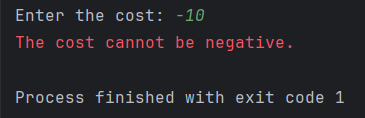 Enter the cost: -10
The cost cannot be negative.
Process finished with exit code 1